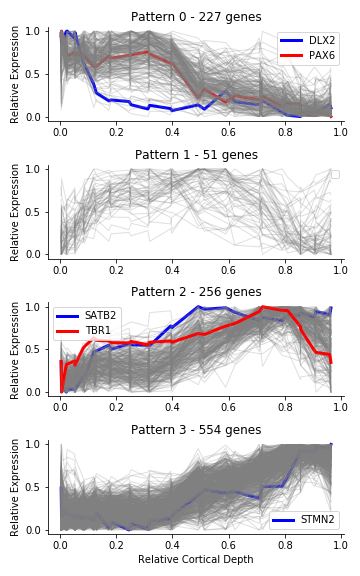 Pattern 0 - 227 genes
1.0
0.5
0.0
Relative Expression
DLX2
PAX6
0.0 0.2 0.4 0.6 0.8 1.0
Pattern 1 - 51 genes
1.0
0.5
0.0
Relative Expression
0.0 0.2 0.4 0.6 0.8 1.0
Pattern 2 - 256 genes
1.0
0.5
0.0
Relative Expression
SATB2
TBR1
0.0 0.2 0.4 0.6 0.8 1.0
Pattern 3 - 554 genes
1.0
0.5
0.0
Relative Expression
STMN2
0.0 0.2 0.4 0.6 0.8 1.0
Relative Cortical Depth